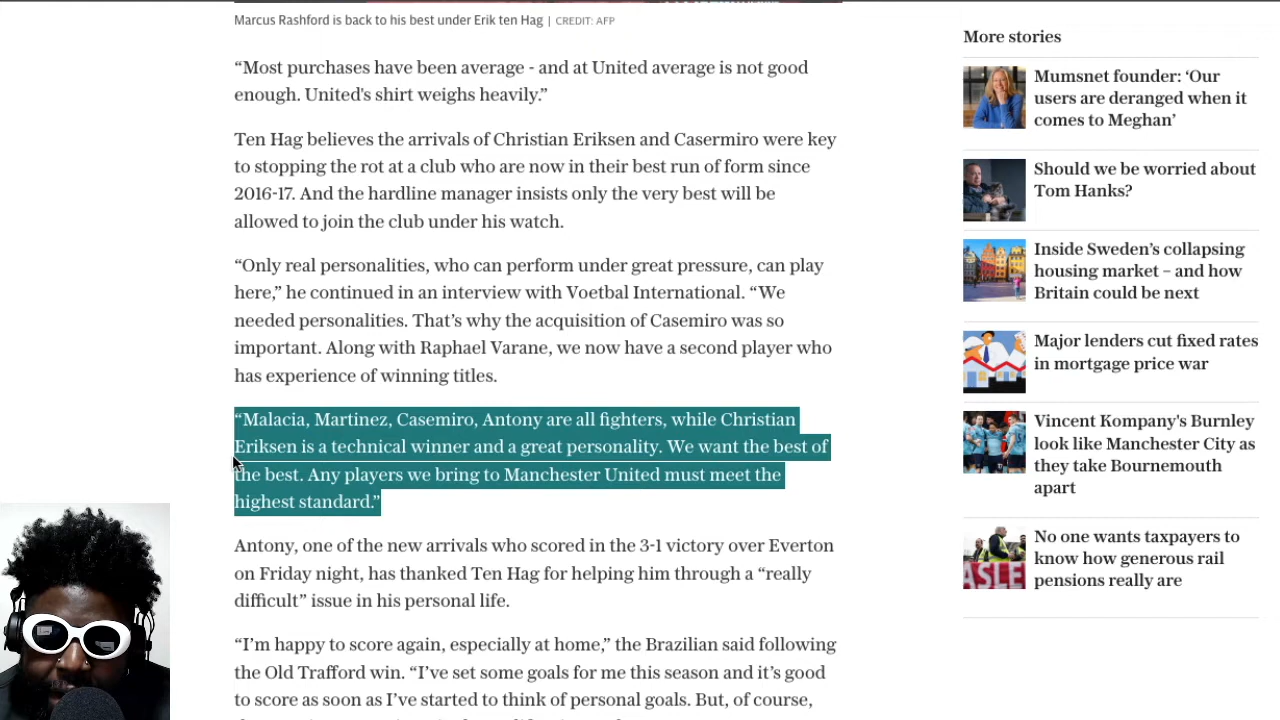 Marcus Rashford is back to his best under Erik ten Hag | CREDIT: AFP
“Most purchases have been average - and at United average is not good
enough. United's shirt weighs heavily.”
Ten Hag believes the arrivals of Christian Eriksen and Casermiro were key
to stopping the rot at a club who are now in their best run of form since
2016-17. And the hardline manager insists only the very best will be
allowed to join the club under his watch.
“Only real personalities, who can perform under great pressure, can play
here,” he continued in an interview with Voetbal International. “We
needed personalities. That’s why the acquisition of Casemiro was so
important. Along with Raphael Varane, we now have a second player who
has experience of winning titles.
“Malacia, Martinez, Casemiro, Antony are all fighters, while Christian
Eriksen is a technical winner and a great personality. We want the best of
the best. Any players we bring to Manchester United must meet the
highest standard.”
Antony, one of the new arrivals who scored in the 3-1 victory over Everton
on Friday night, has thanked Ten Hag for helping him through a “really
difficult” issue in his personal life.
“I’m happy to score again, especially at home,” the Brazilian said following
the Old Trafford win. “I’ve set some goals for me this season and it’s good
to score as soon as I’ve started to think of personal goals. But, of course,
More stories
Mumsnet founder: ‘Our
users are deranged when it
comes to Meghan’
Should we be worried about
Tom Hanks?
Inside Sweden’s collapsing
housing market – and how
Britain could be next
Major lenders cut fixed rates
in mortgage price war
Vincent Kompany's Burnley
look like Manchester City as
they take Bournemouth
apart
No one wants taxpayers to
know how generous rail
pensions really are
ASLE